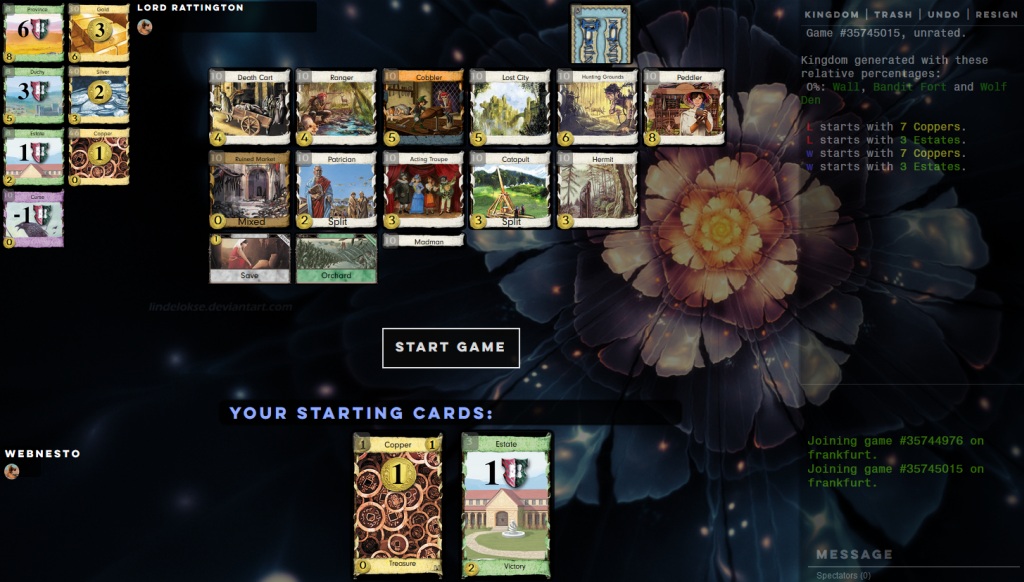 LORD RATTINGTON
KINGDOM | TRASH | UNDO | RESIGN
Game #35745015, unrated.
Kingdom generated with these
relative percentages:
0%: Wall, Bandit Fort and Wolf
Den
L starts with 7 Coppers.
L starts with 3 Estates.
w starts with 7 Coppers.
w starts with 3 Estates.
Province
6
8
Gold
3
6
Duchy
3
5
Silver
2
3
Estate
1
2
Copper
1
0
Curse
-1
0
10 Death Cart
4
10 Ranger
4
10 Cobbler
5
10 Lost City
5
10 Hunting Grounds
6
10 Peddler
8
10 Ruined Market
0 Mixed
10 Patrician
2 Split
10 Acting Troupe
3
10 Catapult
3 Split
10 Hermit
3
1
Save
Orchard
10 Madman
lindelokse.deviantart.com
START GAME
YOUR STARTING CARDS:
WEBNESTO
1 Copper 1
1
0 Treasure
3 Estate
1
2 Victory
Joining game #35744976 on
frankfurt.
Joining game #35745015 on
frankfurt.
MESSAGE
Spectators (0)